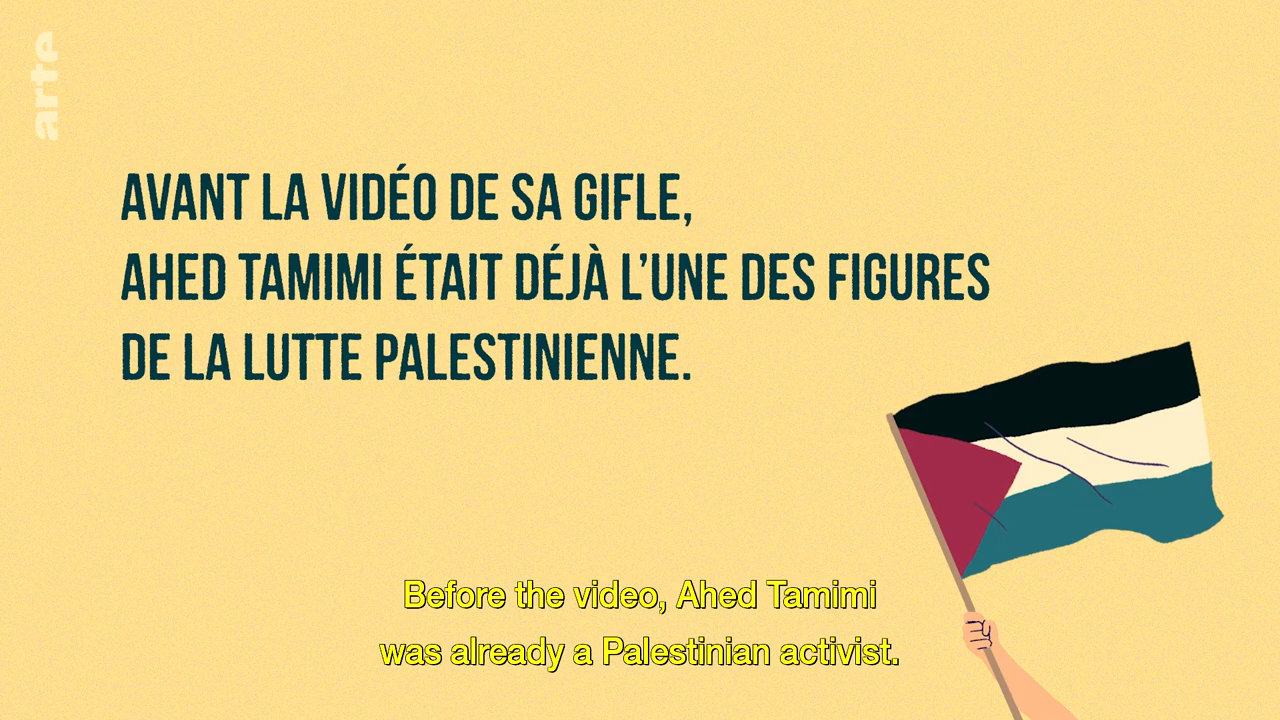 arte
AVANT LA VIDÉO DE SA GIFLE,
AHED TAMIMI ÉTAIT DÉJÀ L'UNE DES FIGURES
DE LA LUTTE PALESTINIENNE.
Before the video, Ahed Tamimi
was already a Palestinian activist.